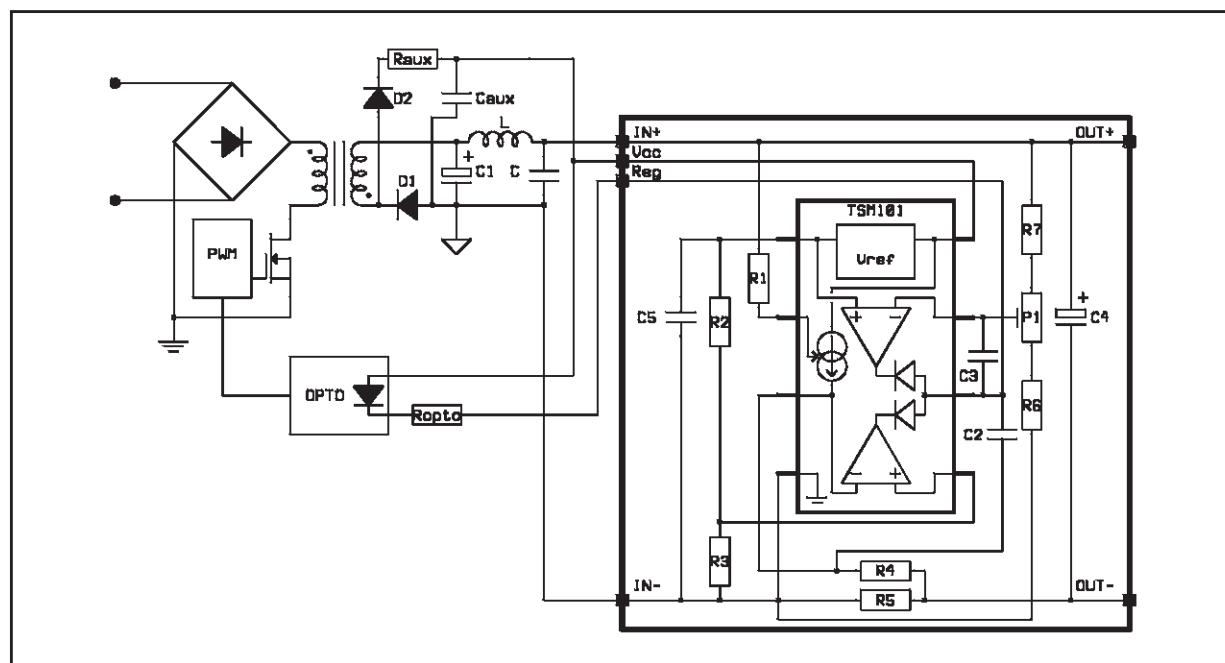 Raux
D2
Caux
L
IN+
OUT+
Vcc
Reg
C1
C
D1
TSM101
PWM
Vref
R1
R7
C5
R2
+
-
P1
+
C4
C3
OPTO
Ropto
R6
C2
-
+
+
R3
R4
IN-
OUT-
R5